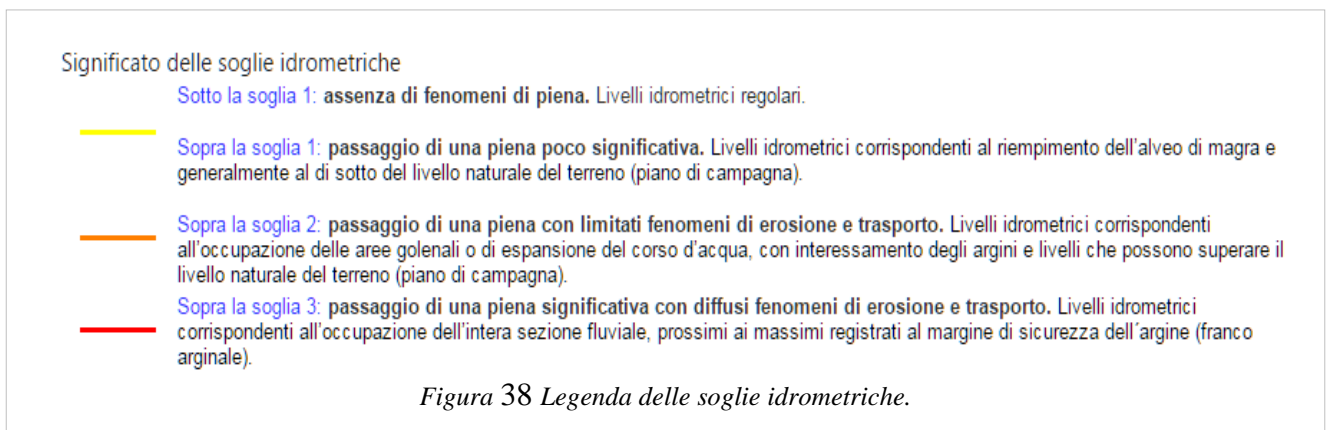 Significato delle soglie idrometriche
Sotto la soglia 1: assenza di fenomeni di piena. Livelli idrometrici regolari.
Sopra la soglia 1: passaggio di una piena poco significativa. Livelli idrometrici corrispondenti al riempimento dell'alveo di magra e
generalmente al di sotto del livello naturale del terreno (piano di campagna).
Sopra la soglia 2: passaggio di una piena con limitati fenomeni di erosione e trasporto. Livelli idrometrici corrispondenti
all'occupazione delle aree golenali o di espansione del corso d'acqua, con interessamento degli argini e livelli che possono superare il
livello naturale del terreno (piano di campagna).
Sopra la soglia 3: passaggio di una piena significativa con diffusi fenomeni di erosione e trasporto. Livelli idrometrici
corrispondenti all'occupazione dell'intera sezione fluviale, prossimi ai massimi registrati al margine di sicurezza dell´argine (franco
arginale).
Figura 38 Legenda delle soglie idrometriche.